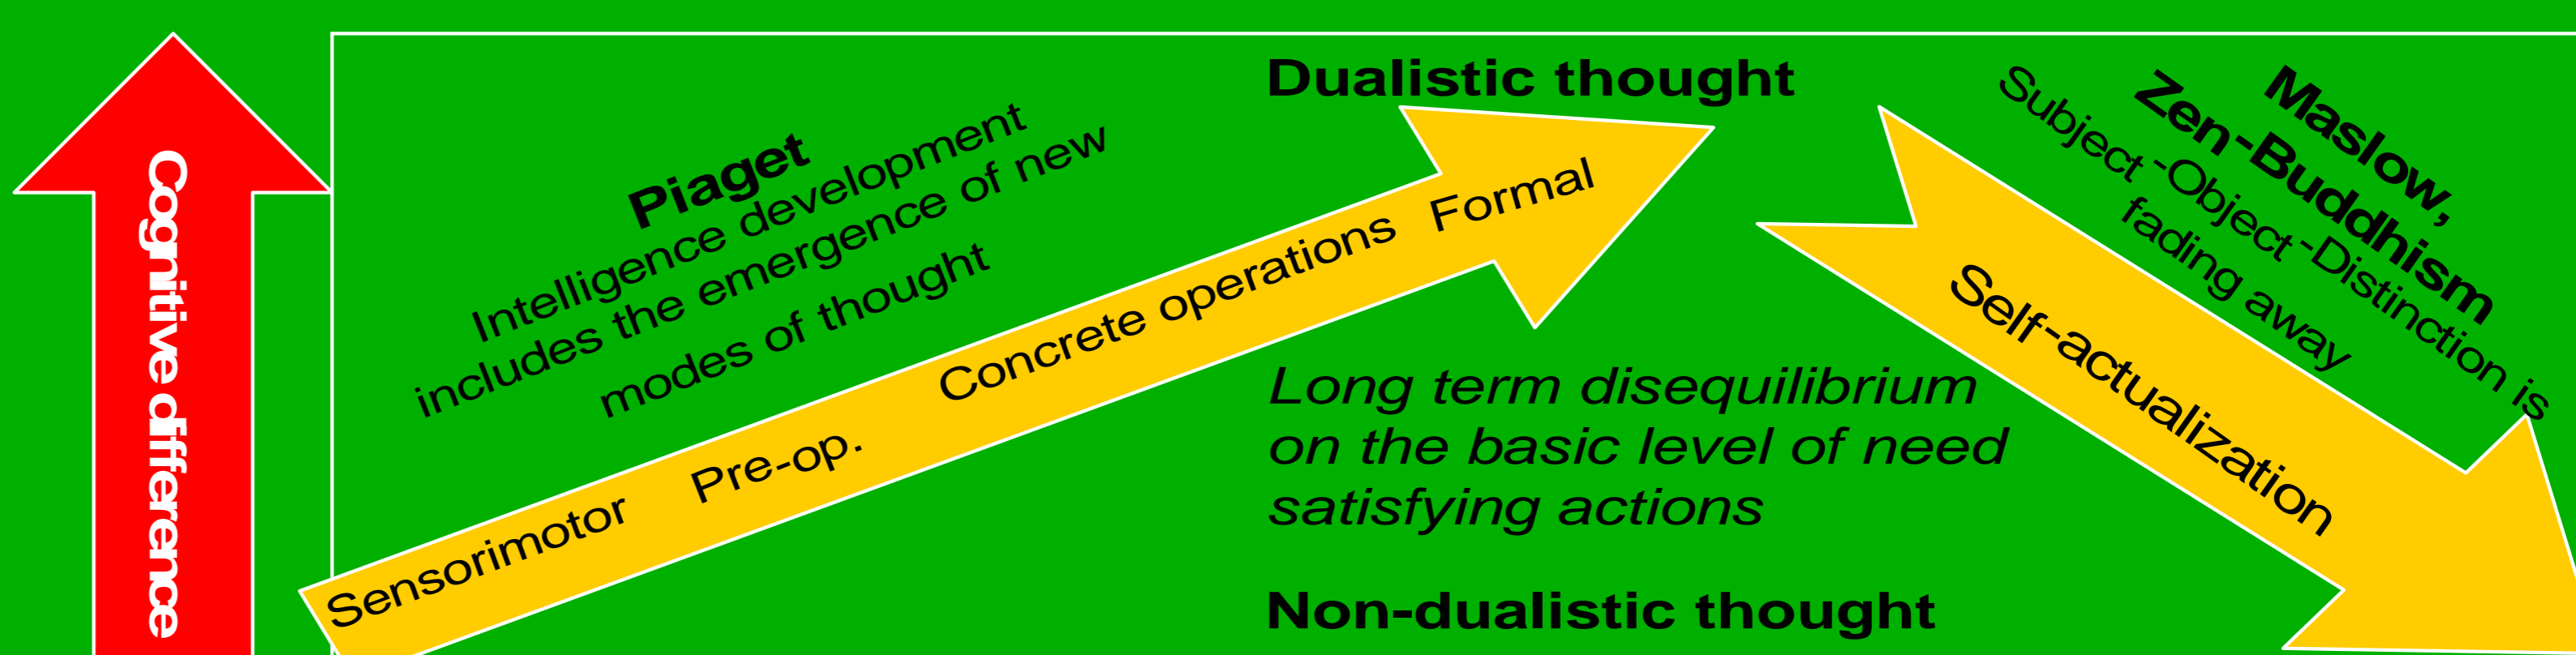 Cognitive difference
Piaget
Intelligence development
includes the emergence of new
modes of thought
Sensorimotor Pre-op. Concrete operations Formal
Dualistic thought
Long term disequilibrium
on the basic level of need
satisfying actions
Non-dualistic thought
Maslow,
Zen-Buddhism
Subject-Object-Distinction is
fading away
Self-actualization